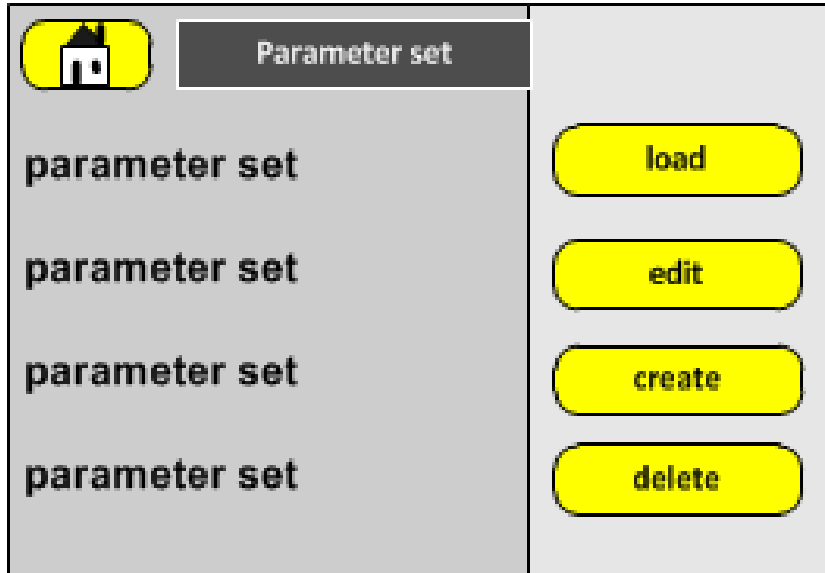 Parameter set
parameter set
load
parameter set
edit
parameter set
create
parameter set
delete